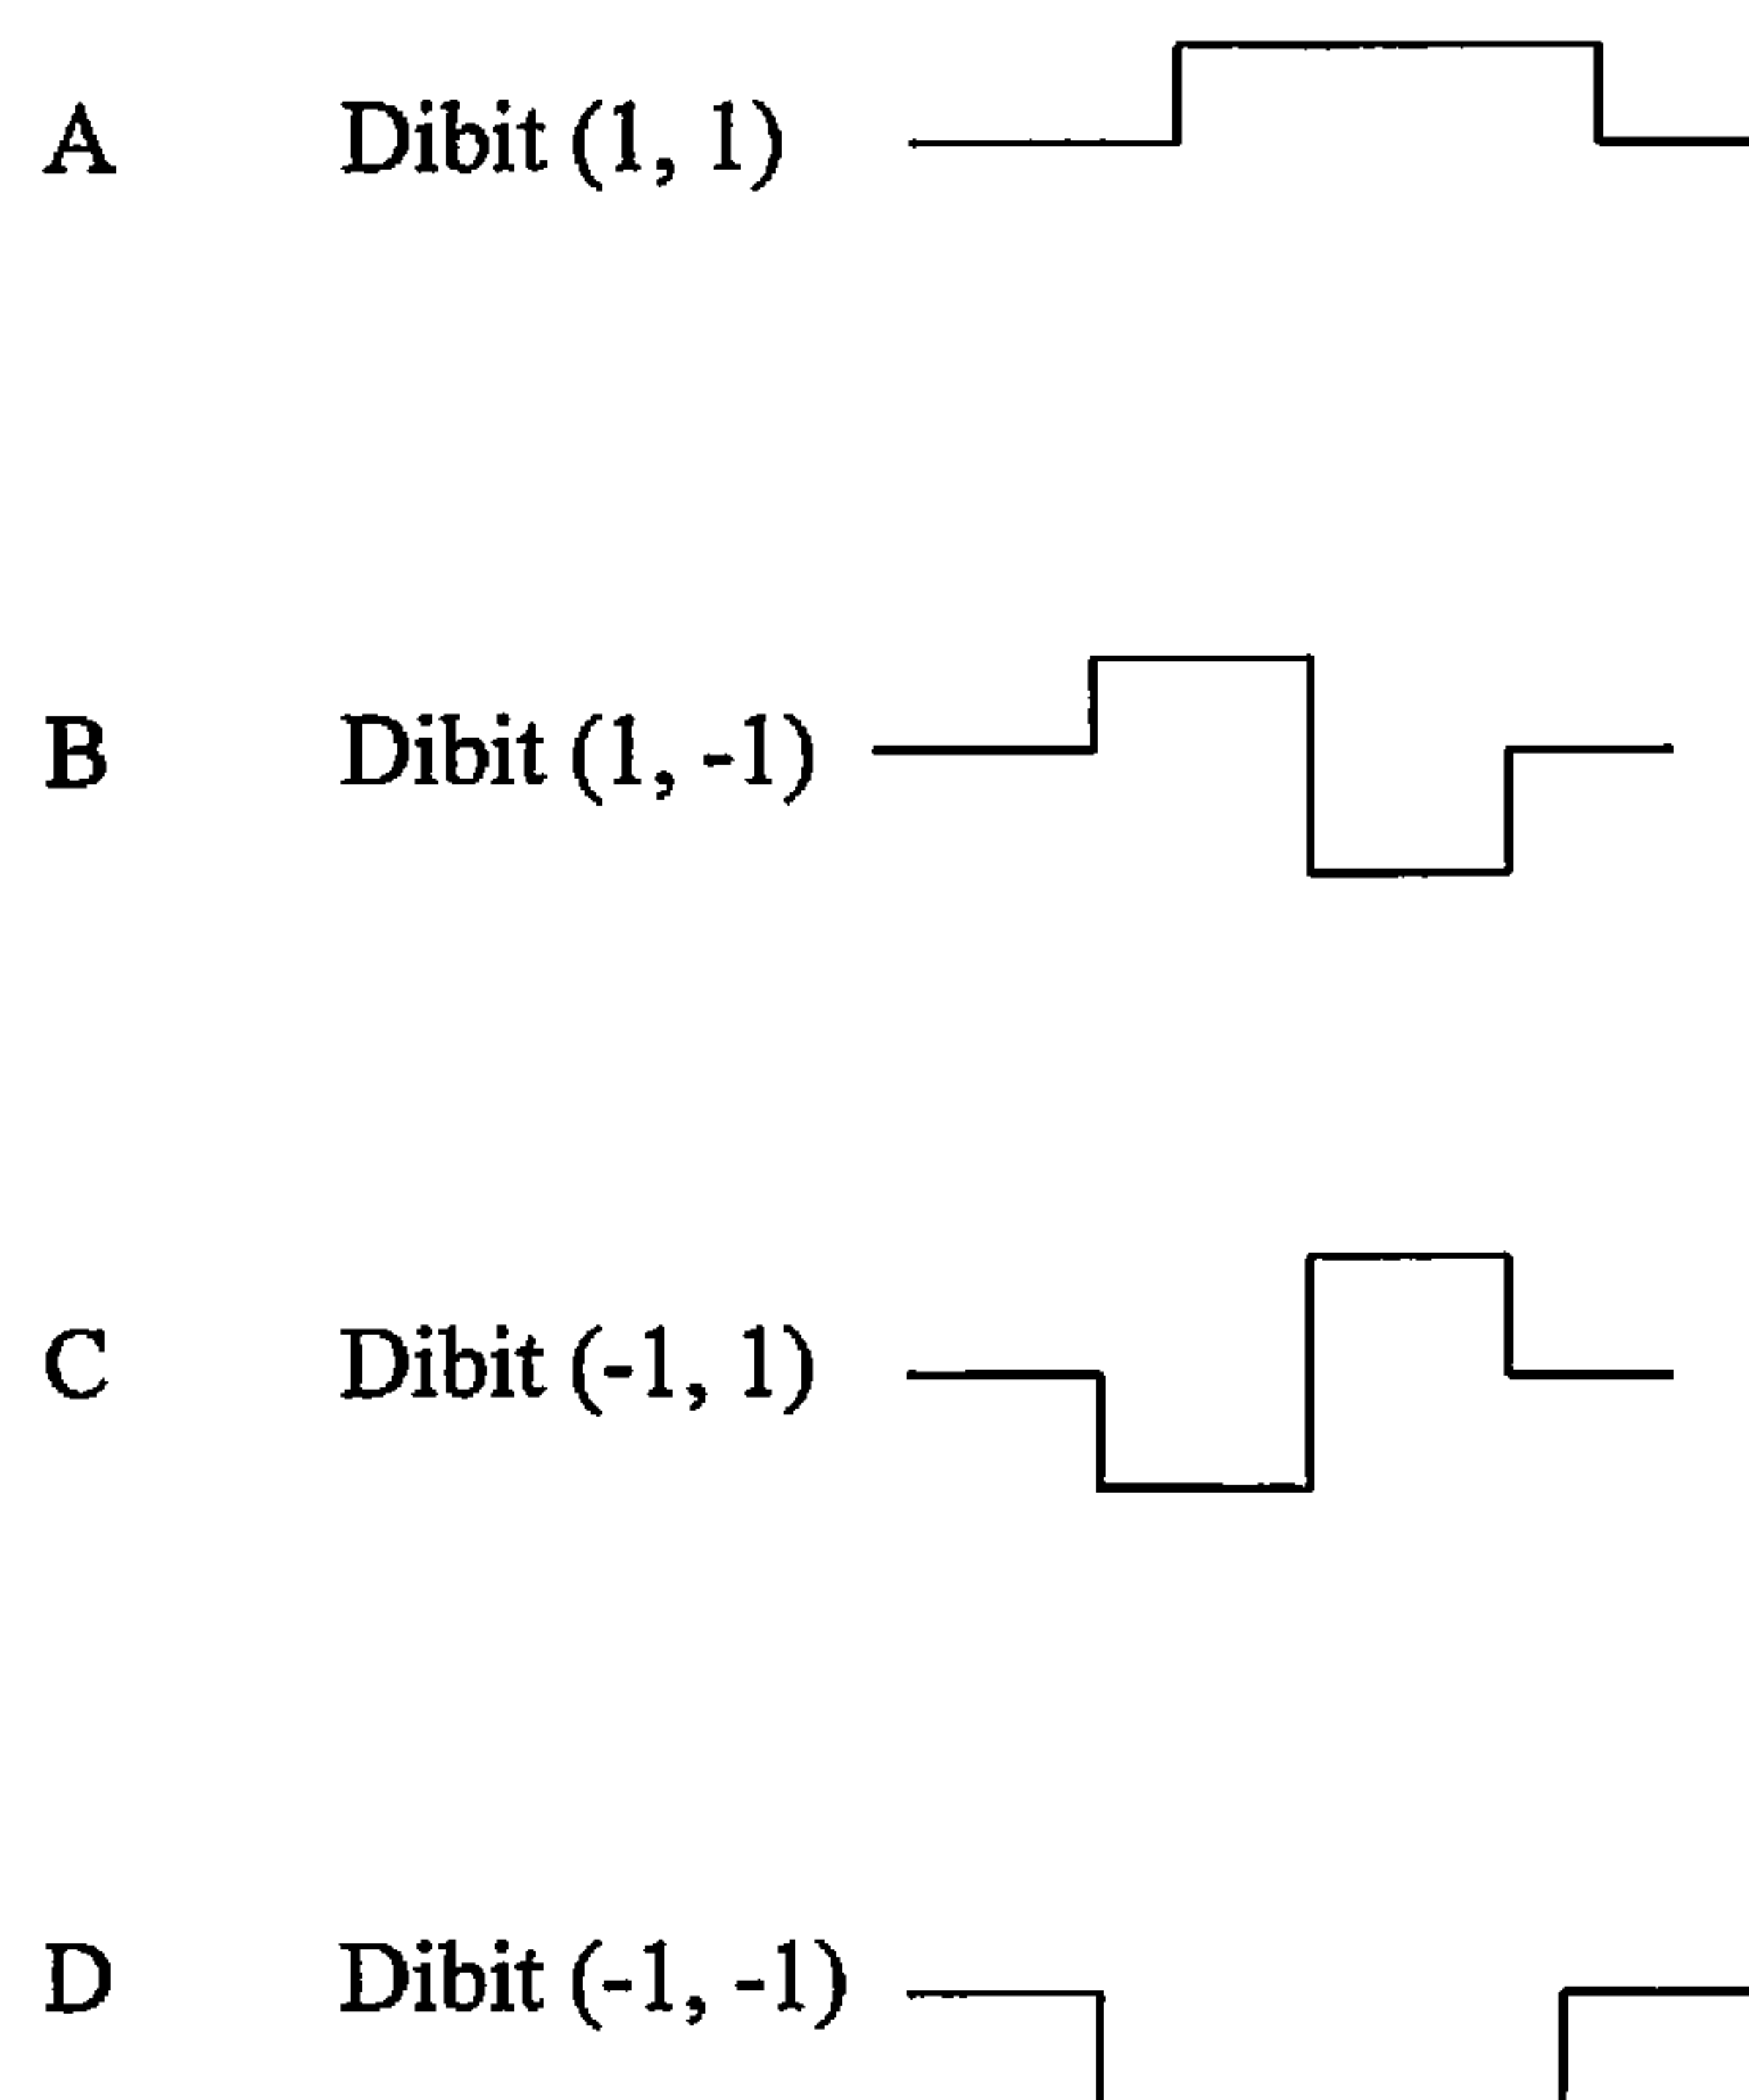 A Dibit (1, 1)
B Dibit (1, -1)
C Dibit (-1, 1)
D Dibit (-1, -1)